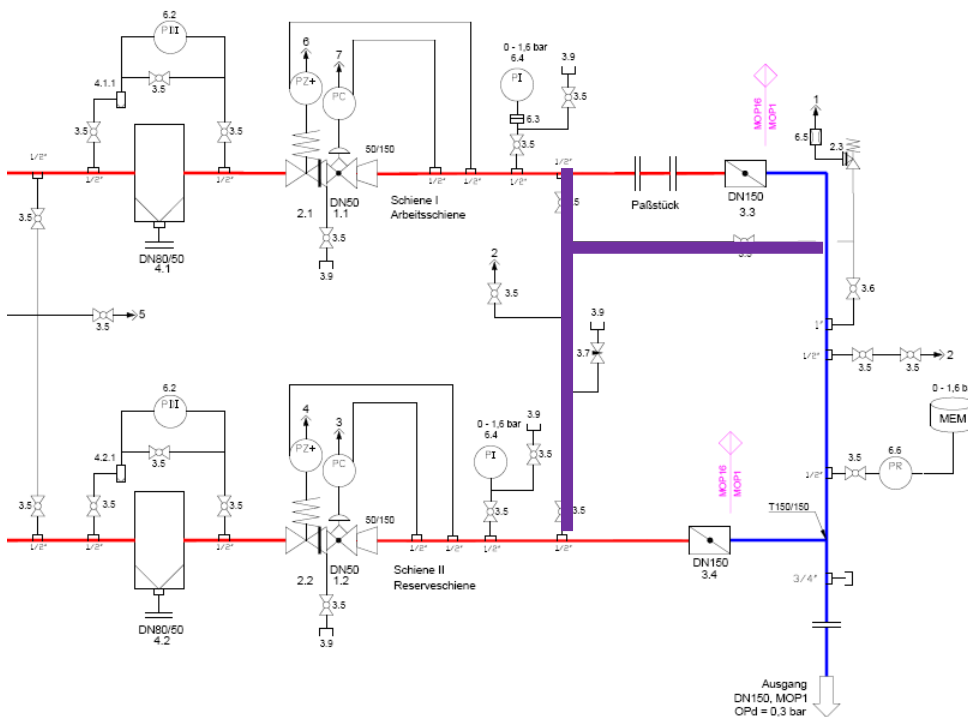 6.2
PDI
4.1.1
3.5
3.5
3.5
1/2"
1/2"
1/2"
3.5
DN80/50
4.1
6
7
PZ+
PC
50/150
2.1
DN50
1.1
3.5
3.9
1/2"
1/2"
Schiene I
Arbeitsschiene
0 - 1,6 bar
6.4
PI
6.3
3.5
1/2"
3.9
3.5
1/2"
3.5
Paßstück
MOP16
MOP1
DN150
3.3
1
6.5
2.3
3.5
3.6
1"
2
3.5
3.9
3.7
3.5
5
1/2"
3.5
3.5
2
6.2
PDI
4.2.1
3.5
3.5
3.5
3.5
1/2"
1/2"
1/2"
DN80/50
4.2
4
3
PZ+
PC
50/150
2.2
DN50
1.2
3.5
3.9
1/2"
1/2"
Schiene II
Reserveschiene
0 - 1,6 bar
6.4
PI
3.9
3.5
3.5
1/2"
3.5
1/2"
MOP16
MOP1
DN150
3.4
0 - 1,6 b
MEM
6.6
PR
3.5
1/2"
T150/150
3/4"
Ausgang
DN150, MOP1
OPd = 0,3 bar